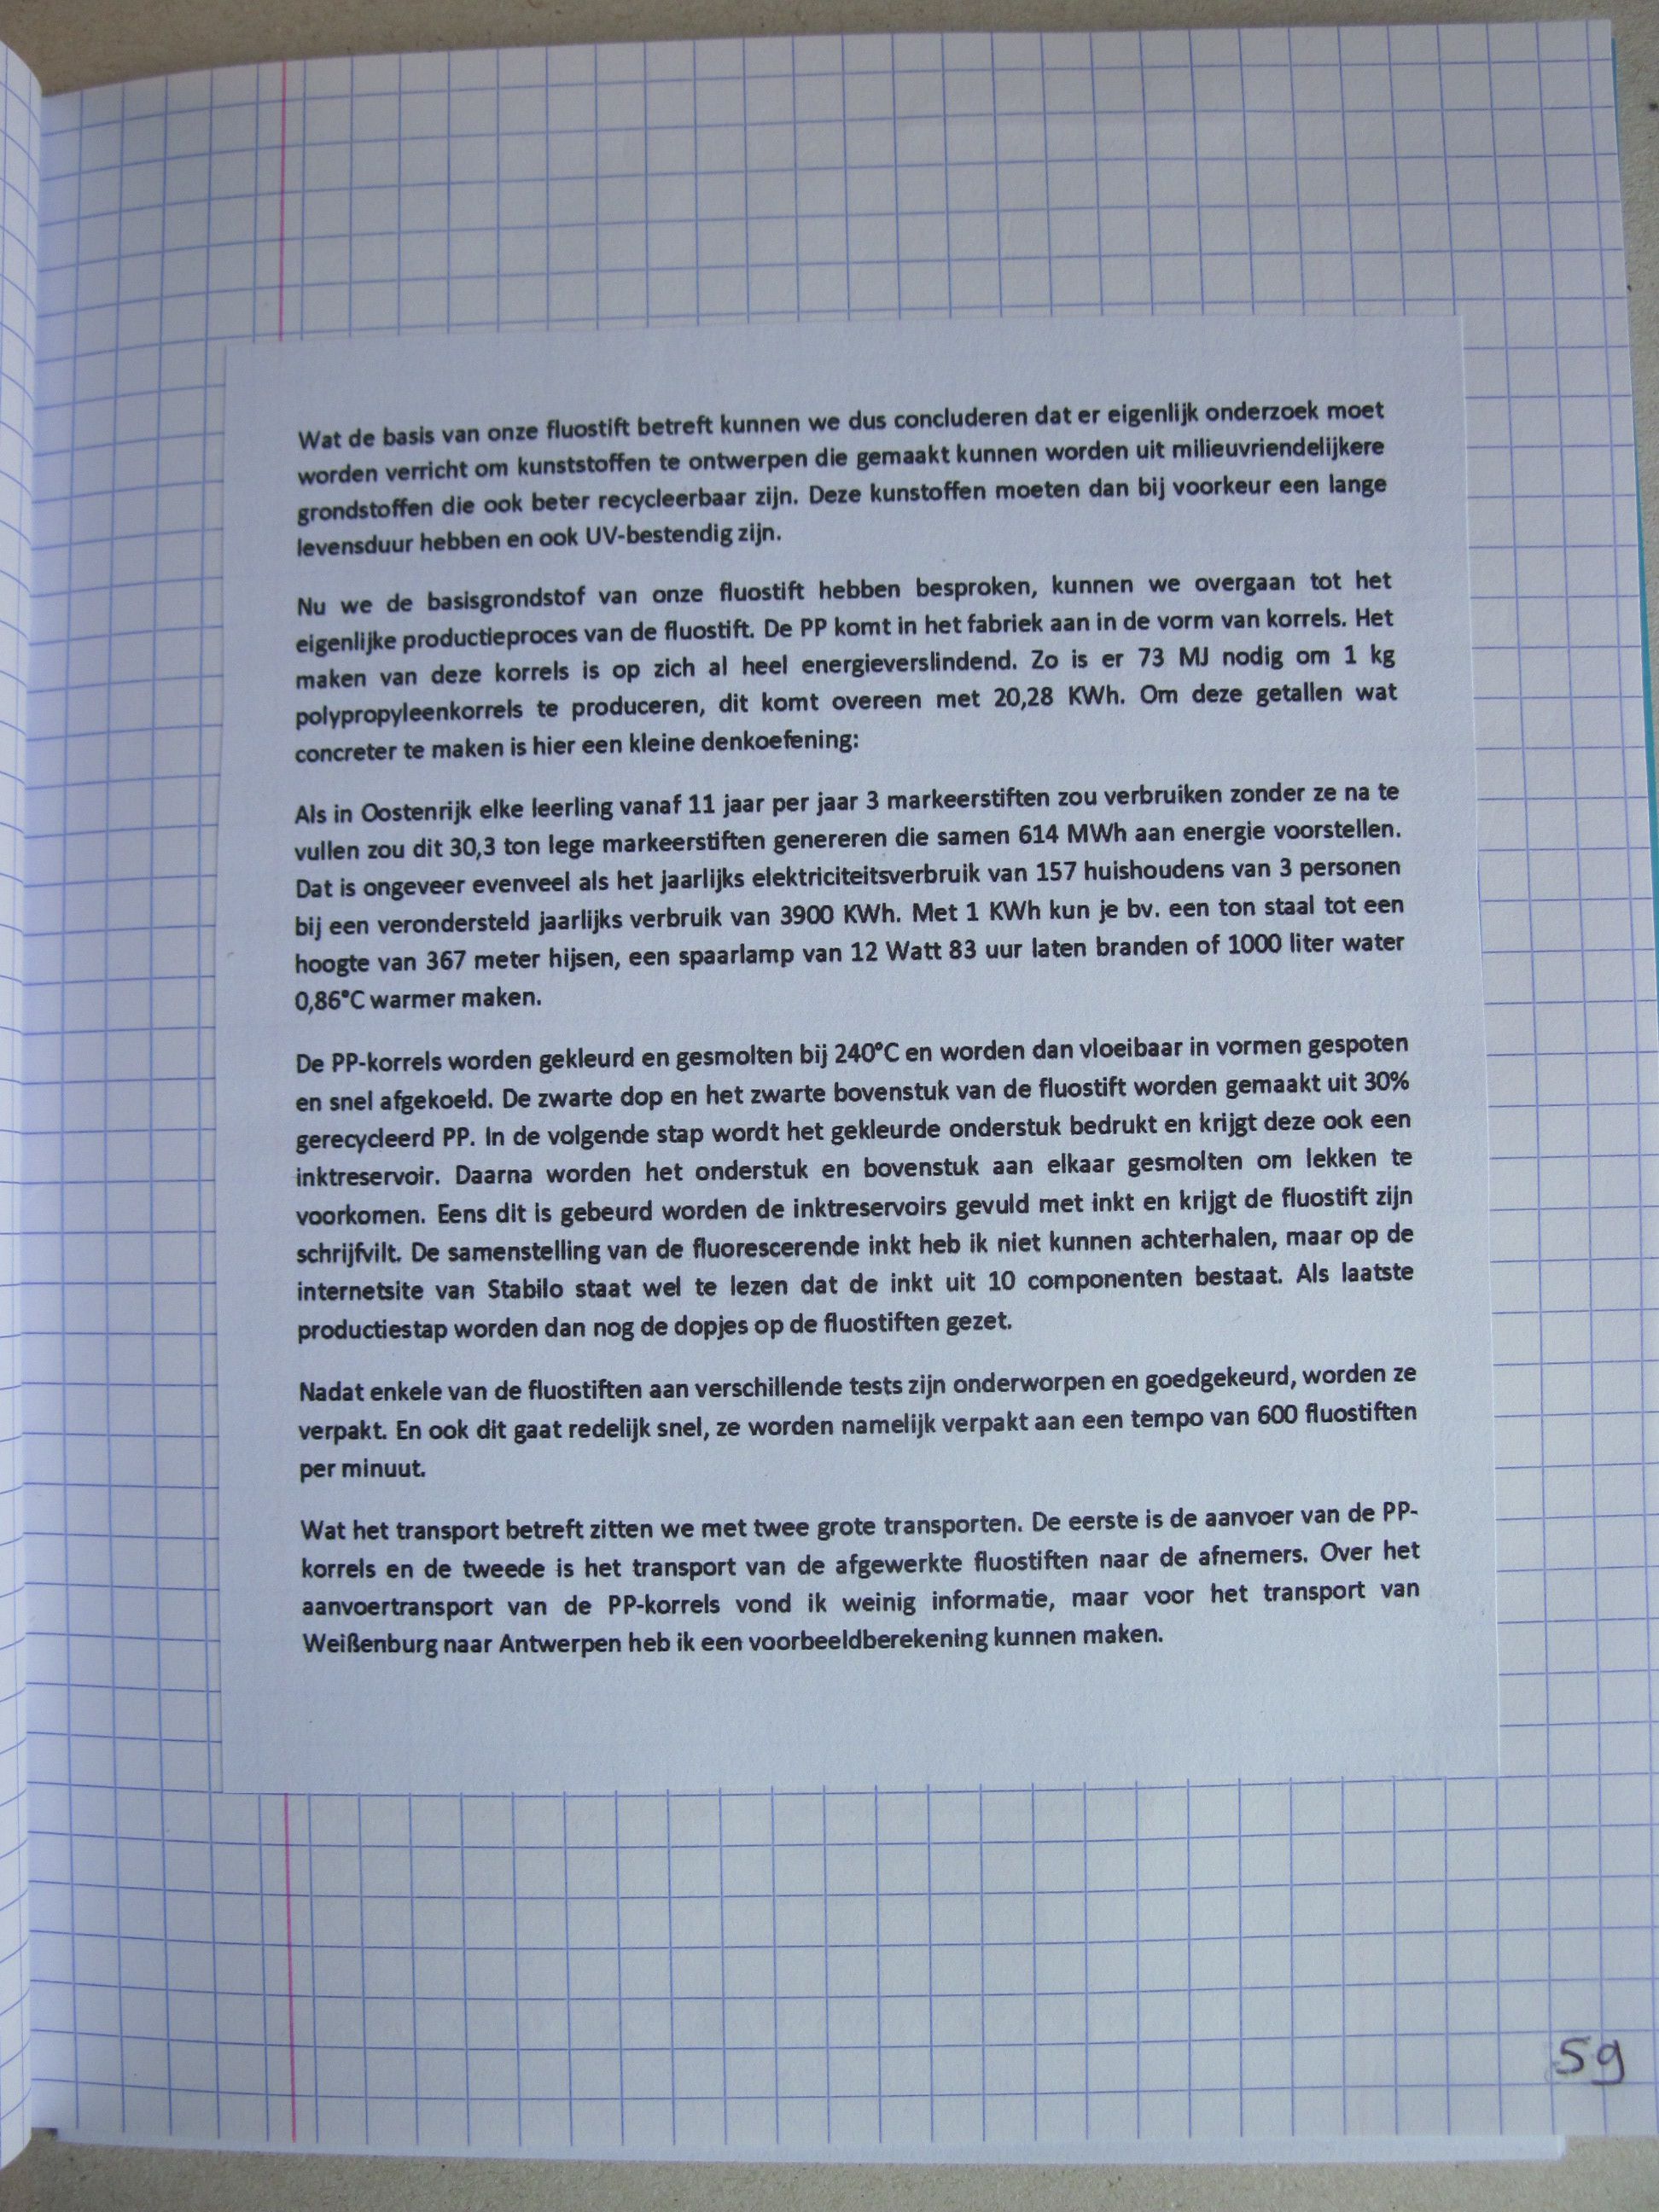 Wat de basis van onze fluostift betreft kunnen we dus concluderen dat er eigenlijk onderzoek moet
worden verricht om kunststoffen te ontwerpen die gemaakt kunnen worden uit milieuvriendelijkere
grondstoffen die ook beter recycleerbaar zijn. Deze kunstoffen moeten dan bij voorkeur een lange
levensduur hebben en ook UV-bestendig zijn.
Nu we de basisgrondstof van onze fluostift hebben besproken, kunnen we overgaan tot het
eigenlijke productieproces van de fluostift. De PP komt in het fabriek aan in de vorm van korrels. Het
maken van deze korrels is op zich al heel energieverslindend. Zo is er 73 MJ nodig om 1 kg
polypropyleenkorrels te produceren, dit komt overeen met 20,28 KWh. Om deze getallen wat
concreter te maken is hier een kleine denkoefening:
Als in Oostenrijk elke leerling vanaf 11 jaar per jaar 3 markeerstiften zou verbruiken zonder ze na te
vullen zou dit 30,3 ton lege markeerstiften genereren die samen 614 MWh aan energie voorstellen.
Dat is ongeveer evenveel als het jaarlijks elektriciteitsverbruik van 157 huishoudens van 3 personen
bij een verondersteld jaarlijks verbruik van 3900 KWh. Met 1 KWh kun je bv. een ton staal tot een
hoogte van 367 meter hijsen, een spaarlamp van 12 Watt 83 uur laten branden of 1000 liter water
0,86°C warmer maken.
De PP-korrels worden gekleurd en gesmolten bij 240°C en worden dan vloeibaar in vormen gespoten
en snel afgekoeld. De zwarte dop en het zwarte bovenstuk van de fluostift worden gemaakt uit 30%
gerecycleerd PP. In de volgende stap wordt het gekleurde onderstuk bedrukt en krijgt deze ook een
inktreservoir. Daarna worden het onderstuk en bovenstuk aan elkaar gesmolten om lekken te
voorkomen. Eens dit is gebeurd worden de inktreservoirs gevuld met inkt en krijgt de fluostift zijn
schrijfvilt. De samenstelling van de fluorescerende inkt heb ik niet kunnen achterhalen, maar op de
internetsite van Stabilo staat wel te lezen dat de inkt uit 10 componenten bestaat. Als laatste
productiestap worden dan nog de dopjes op de fluostiften gezet.
Nadat enkele van de fluostiften aan verschillende tests zijn onderworpen en goedgekeurd, worden ze
verpakt. En ook dit gaat redelijk snel, ze worden namelijk verpakt aan een tempo van 600 fluostiften
per minuut.
Wat het transport betreft zitten we met twee grote transporten. De eerste is de aanvoer van de PP-
korrels en de tweede is het transport van de afgewerkte fluostiften naar de afnemers. Over het
aanvoertransport van de PP-korrels vond ik weinig informatie, maar voor het transport van
Weißenburg naar Antwerpen heb ik een voorbeeldberekening kunnen maken.
59